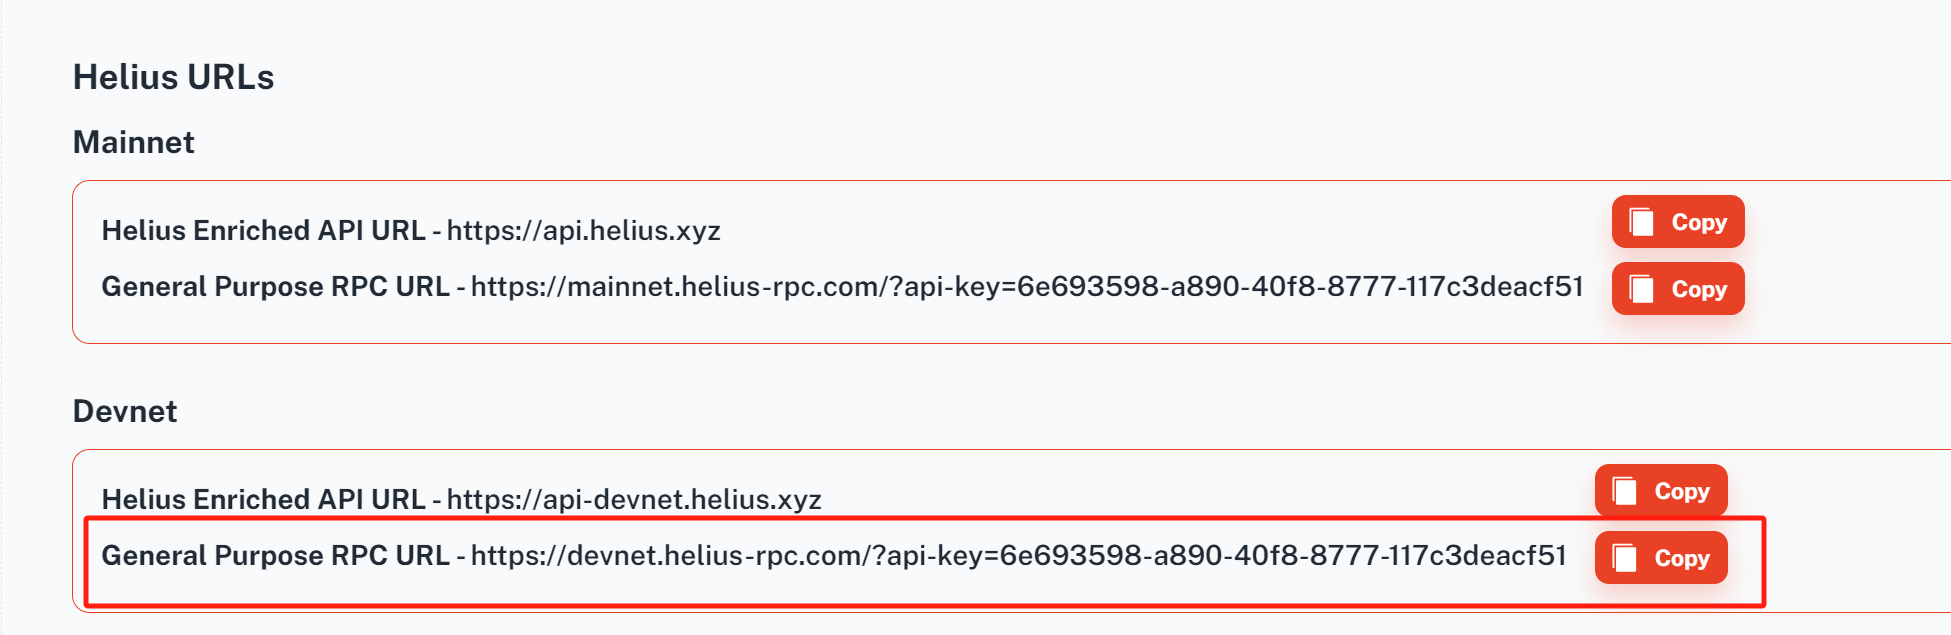 Helius URLs
Mainnet
Helius Enriched API URL - https://api.helius.xyz
Copy
General Purpose RPC URL - https://mainnet.helius-rpc.com/?api-key=6e693598-a890-40f8-8777-117c3deacf51
Copy
Devnet
Helius Enriched API URL - https://api-devnet.helius.xyz
Copy
General Purpose RPC URL - https://devnet.helius-rpc.com/?api-key=6e693598-a890-40f8-8777-117c3deacf51
Copy